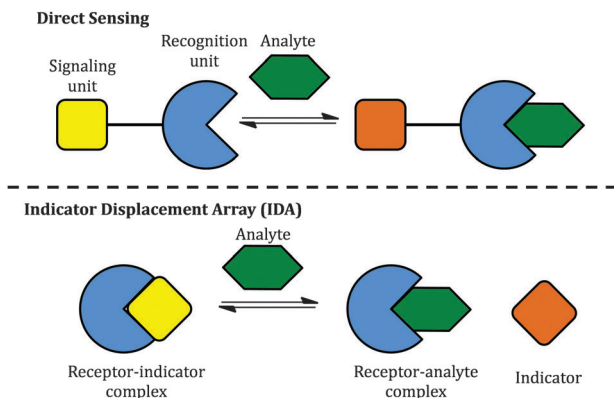 Direct Sensing
Signaling
unit
Recognition
unit
Analyte
Indicator Displacement Array (IDA)
Analyte
Receptor-indicator
complex
Receptor-analyte
complex
Indicator